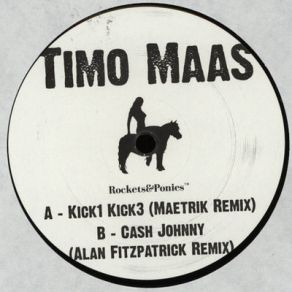 Timo Maas
Rockets&Ponies™
A - Kick1 Kick3 (Maetrik Remix)
B - Cash Johnny
(Alan Fitzpatrick Remix)